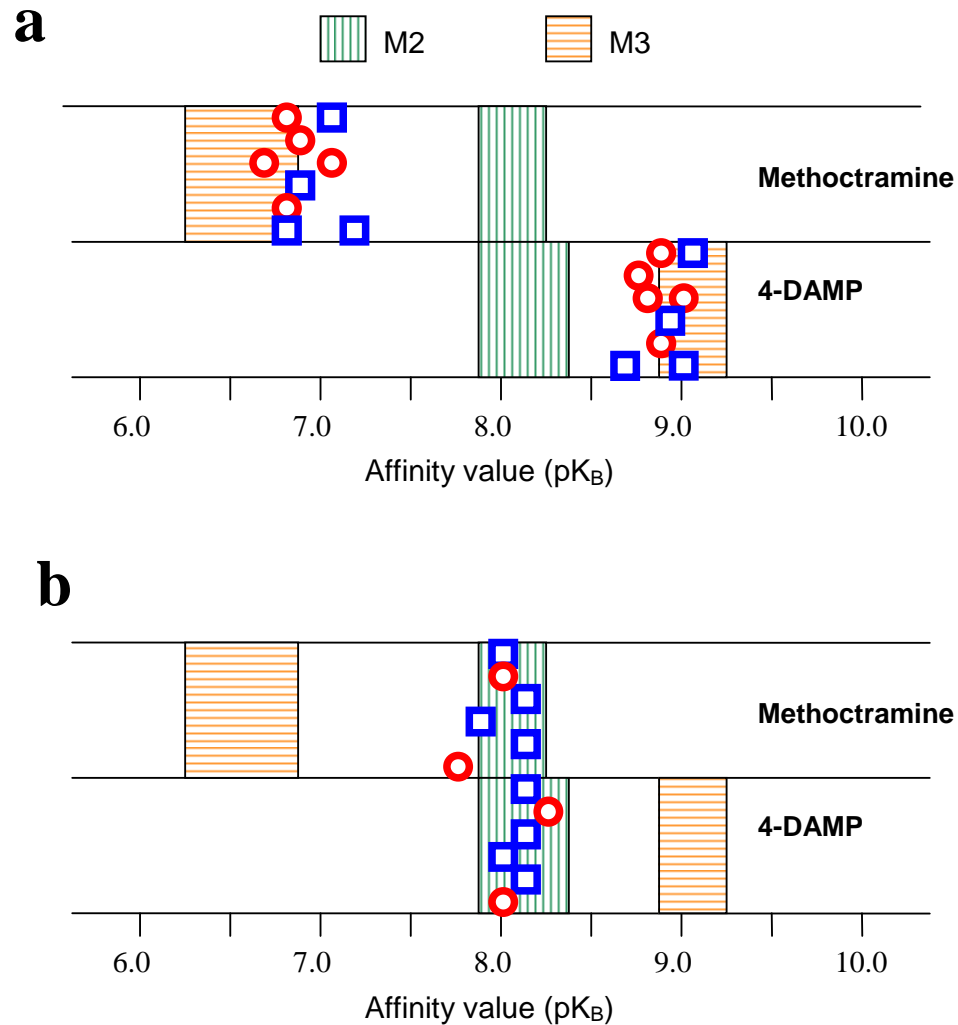 a
M2 M3
Methoctramine
4-DAMP
6.0 7.0 8.0 9.0 10.0
Affinity value (pKB)
b
Methoctramine
4-DAMP
6.0 7.0 8.0 9.0 10.0
Affinity value (pKB)